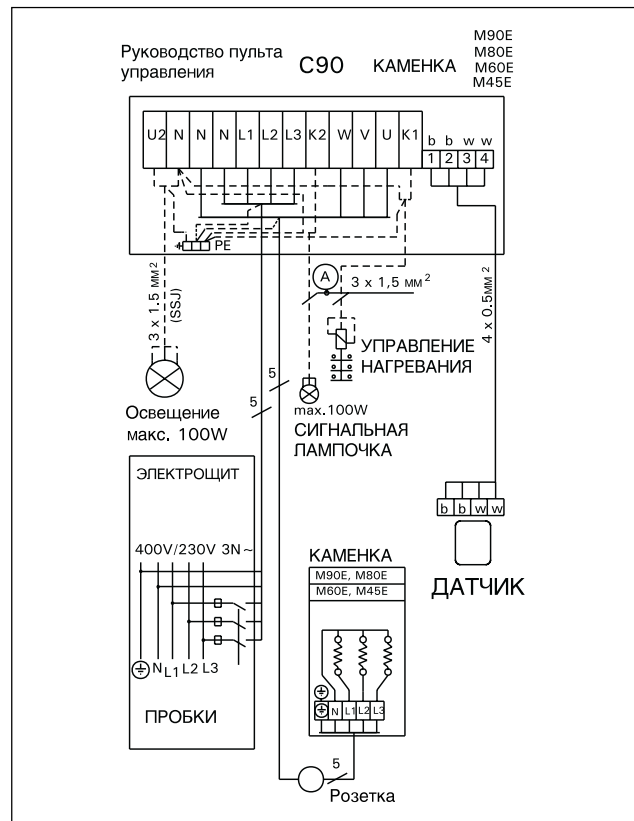 Руководство пульта управления
C90 КАМЕНКА
M90E
M80E
M60E
M45E
U2 N N N L1 L2 L3 K2 W V U K1
b b w w
1 2 3 4
PE
3 x 1.5 мм²
(SSJ)
A
3 x 1,5 мм²
4 x 0.5мм²
УПРАВЛЕНИЕ
НАГРЕВАНИЯ
5
5
Освещение
макс. 100W
max.100W
СИГНАЛЬНАЯ
ЛАМПОЧКА
ЭЛЕКТРОЩИТ
400V/230V 3N~
N L1 L2 L3
ПРОБКИ
b b w w
ДАТЧИК
КАМЕНКА
M90E, M80E
M60E, M45E
N L1 L2 L3
5
Розетка